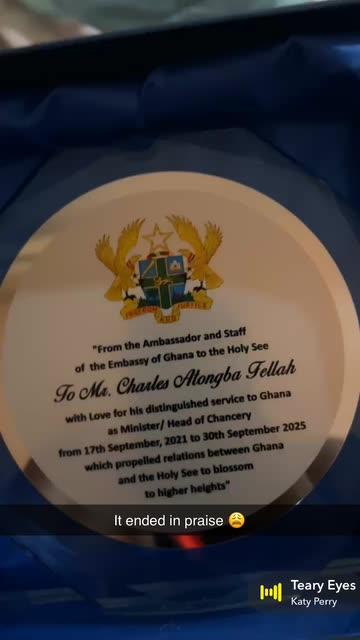 FREEDOM AND JUSTICE
"From the Ambassador and Staff
of the Embassy of Ghana to the Holy See
To Mr. Charles Atongba Tellah
with Love for his distinguished service to Ghana
as Minister/ Head of Chancery
from 17th September, 2021 to 30th September 2025
which propelled relations between Ghana
and the Holy See to blossom
to higher heights"
It ended in praise 😩
Teary Eyes
Katy Perry